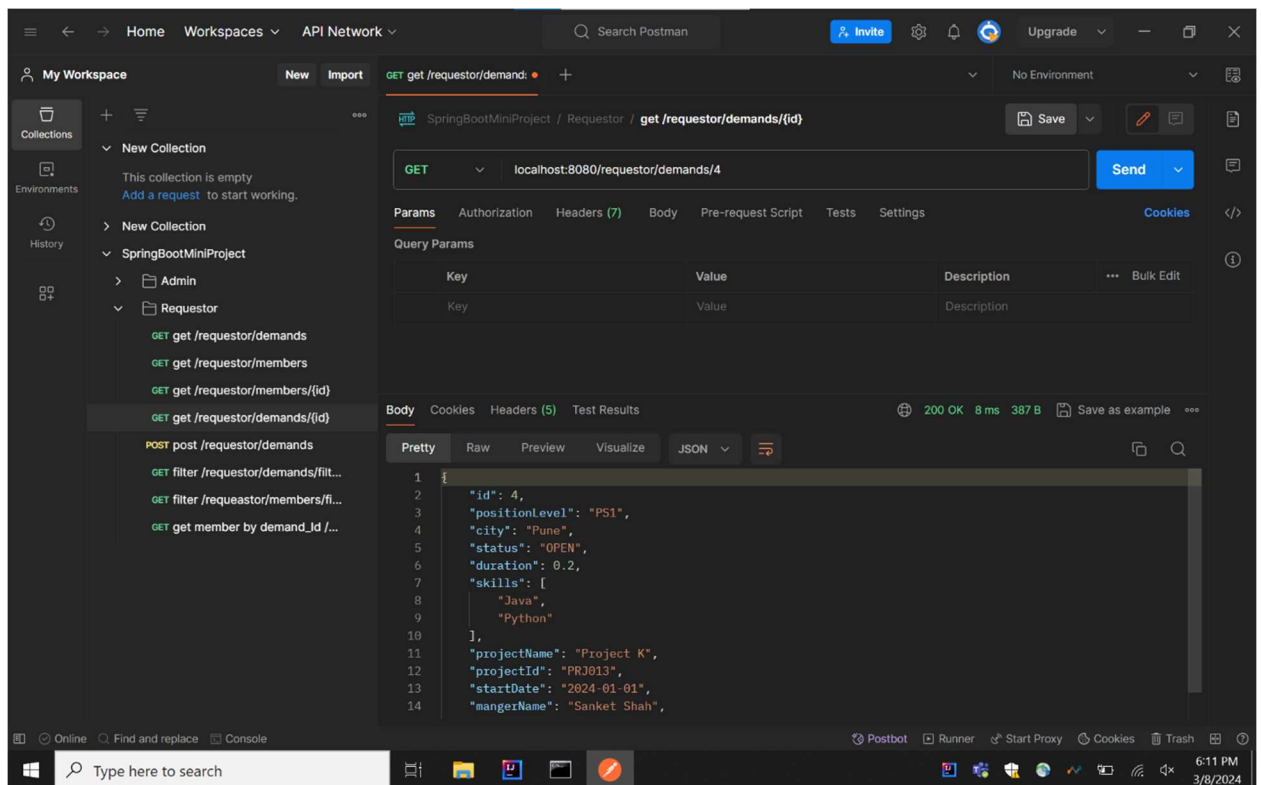 Home Workspaces API Network Search Postman Invite Upgrade
My Workspace New Import GET get /requestor/demand: No Environment
Collections
Environments
History
New Collection
This collection is empty
Add a request to start working.
New Collection
SpringBootMiniProject
Admin
Requestor
GET get /requestor/demands
GET get /requestor/members
GET get /requestor/members/{id}
GET get /requestor/demands/{id}
POST post /requestor/demands
GET filter /requestor/demands/filt...
GET filter /requeastor/members/fi...
GET get member by demand_Id /...
HTTP SpringBootMiniProject / Requestor / get /requestor/demands/{id} Save
GET localhost:8080/requestor/demands/4 Send
Params Authorization Headers (7) Body Pre-request Script Tests Settings Cookies
Query Params
Key Value Description Bulk Edit
Key Value Description
Body Cookies Headers (5) Test Results 200 OK 8 ms 387 B Save as example
Pretty Raw Preview Visualize JSON
1 {
2 "id": 4,
3 "positionLevel": "PS1",
4 "city": "Pune",
5 "status": "OPEN",
6 "duration": 0.2,
7 "skills": [
8 "Java",
9 "Python"
10 ],
11 "projectName": "Project K",
12 "projectId": "PRJ013",
13 "startDate": "2024-01-01",
14 "mangerName": "Sanket Shah",
Online Find and replace Console Postbot Runner Start Proxy Cookies Trash
Type here to search 6:11 PM
3/8/2024